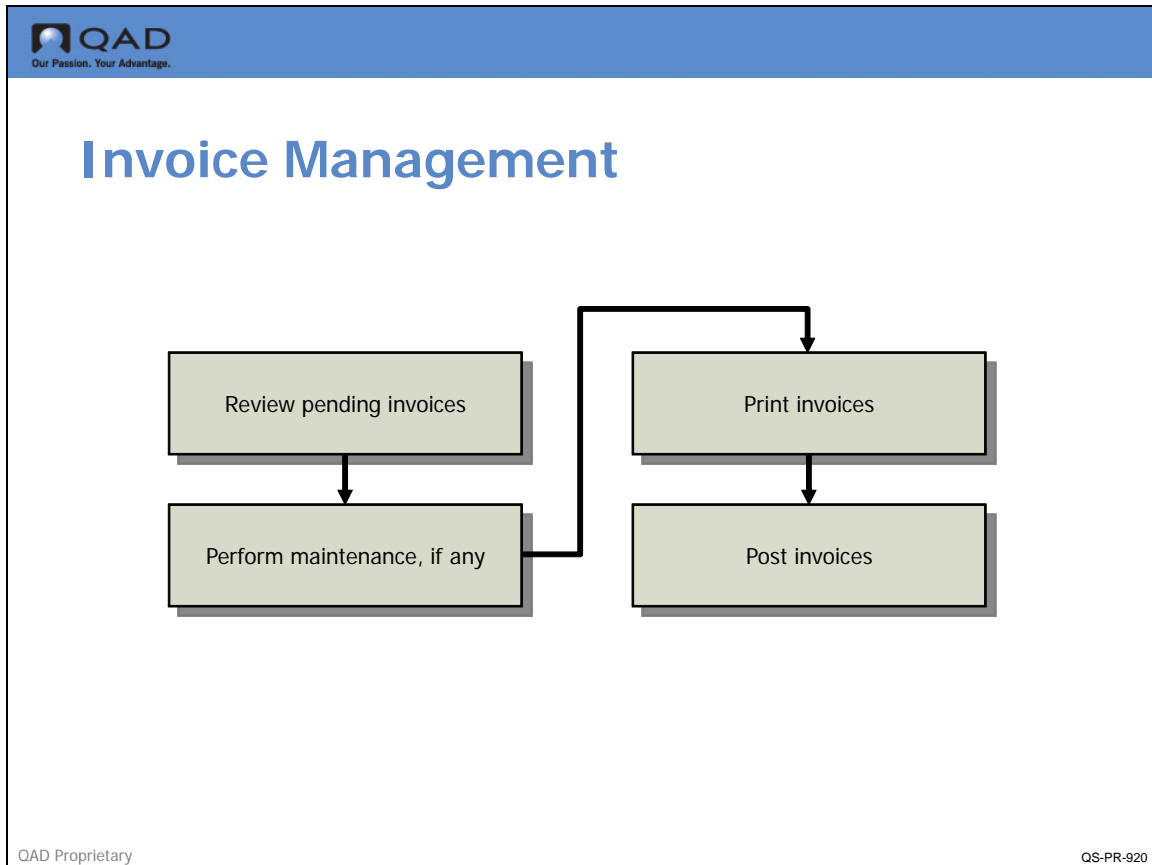 QAD
Our Passion. Your Advantage.
Invoice Management
Review pending invoices
Perform maintenance, if any
Print invoices
Post invoices
QAD Proprietary
QS-PR-920